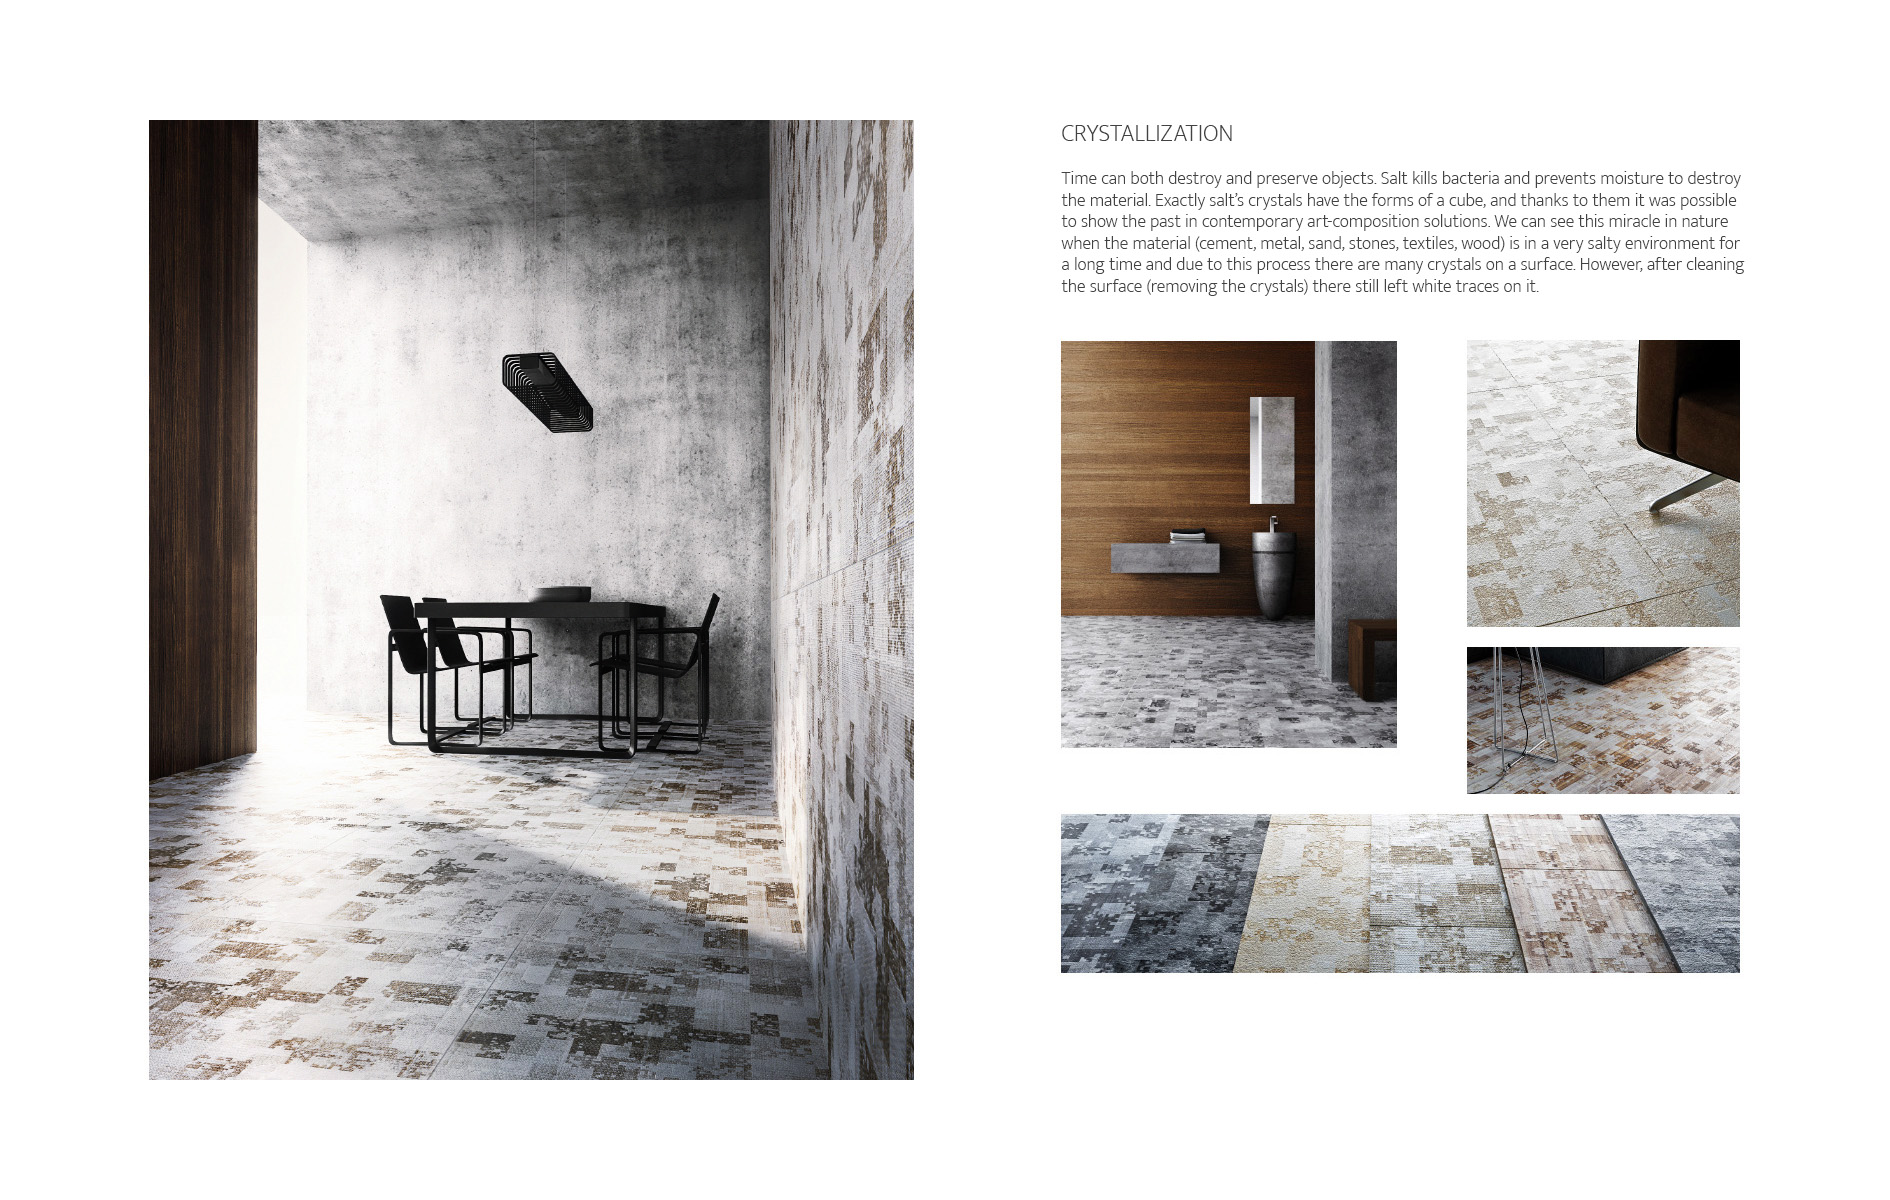 CRYSTALLIZATION
Time can both destroy and preserve objects. Salt kills bacteria and prevents moisture to destroy
the material. Exactly salt’s crystals have the forms of a cube, and thanks to them it was possible
to show the past in contemporary art-composition solutions. We can see this miracle in nature
when the material (cement, metal, sand, stones, textiles, wood) is in a very salty environment for
a long time and due to this process there are many crystals on a surface. However, after cleaning
the surface (removing the crystals) there still left white traces on it.